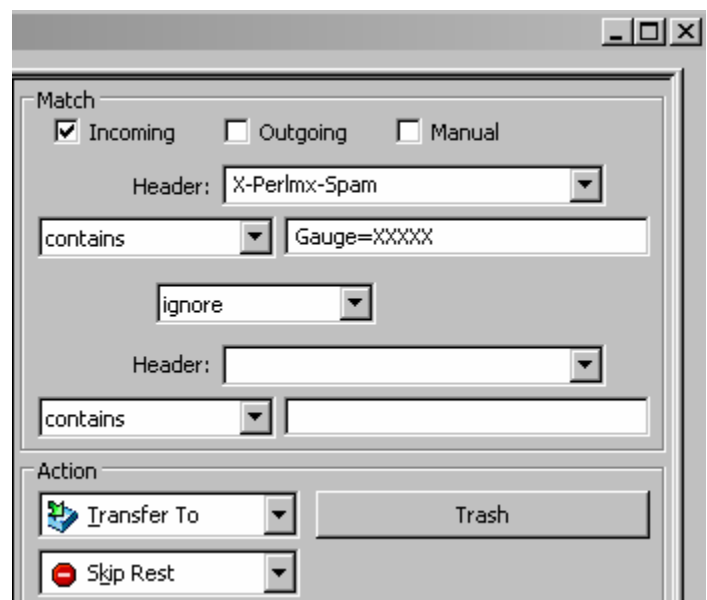 Match
Incoming Outgoing Manual
Header: X-Perlmx-Spam
contains Gauge=XXXXX
ignore
Header:
contains
Action
Transfer To Trash
Skip Rest